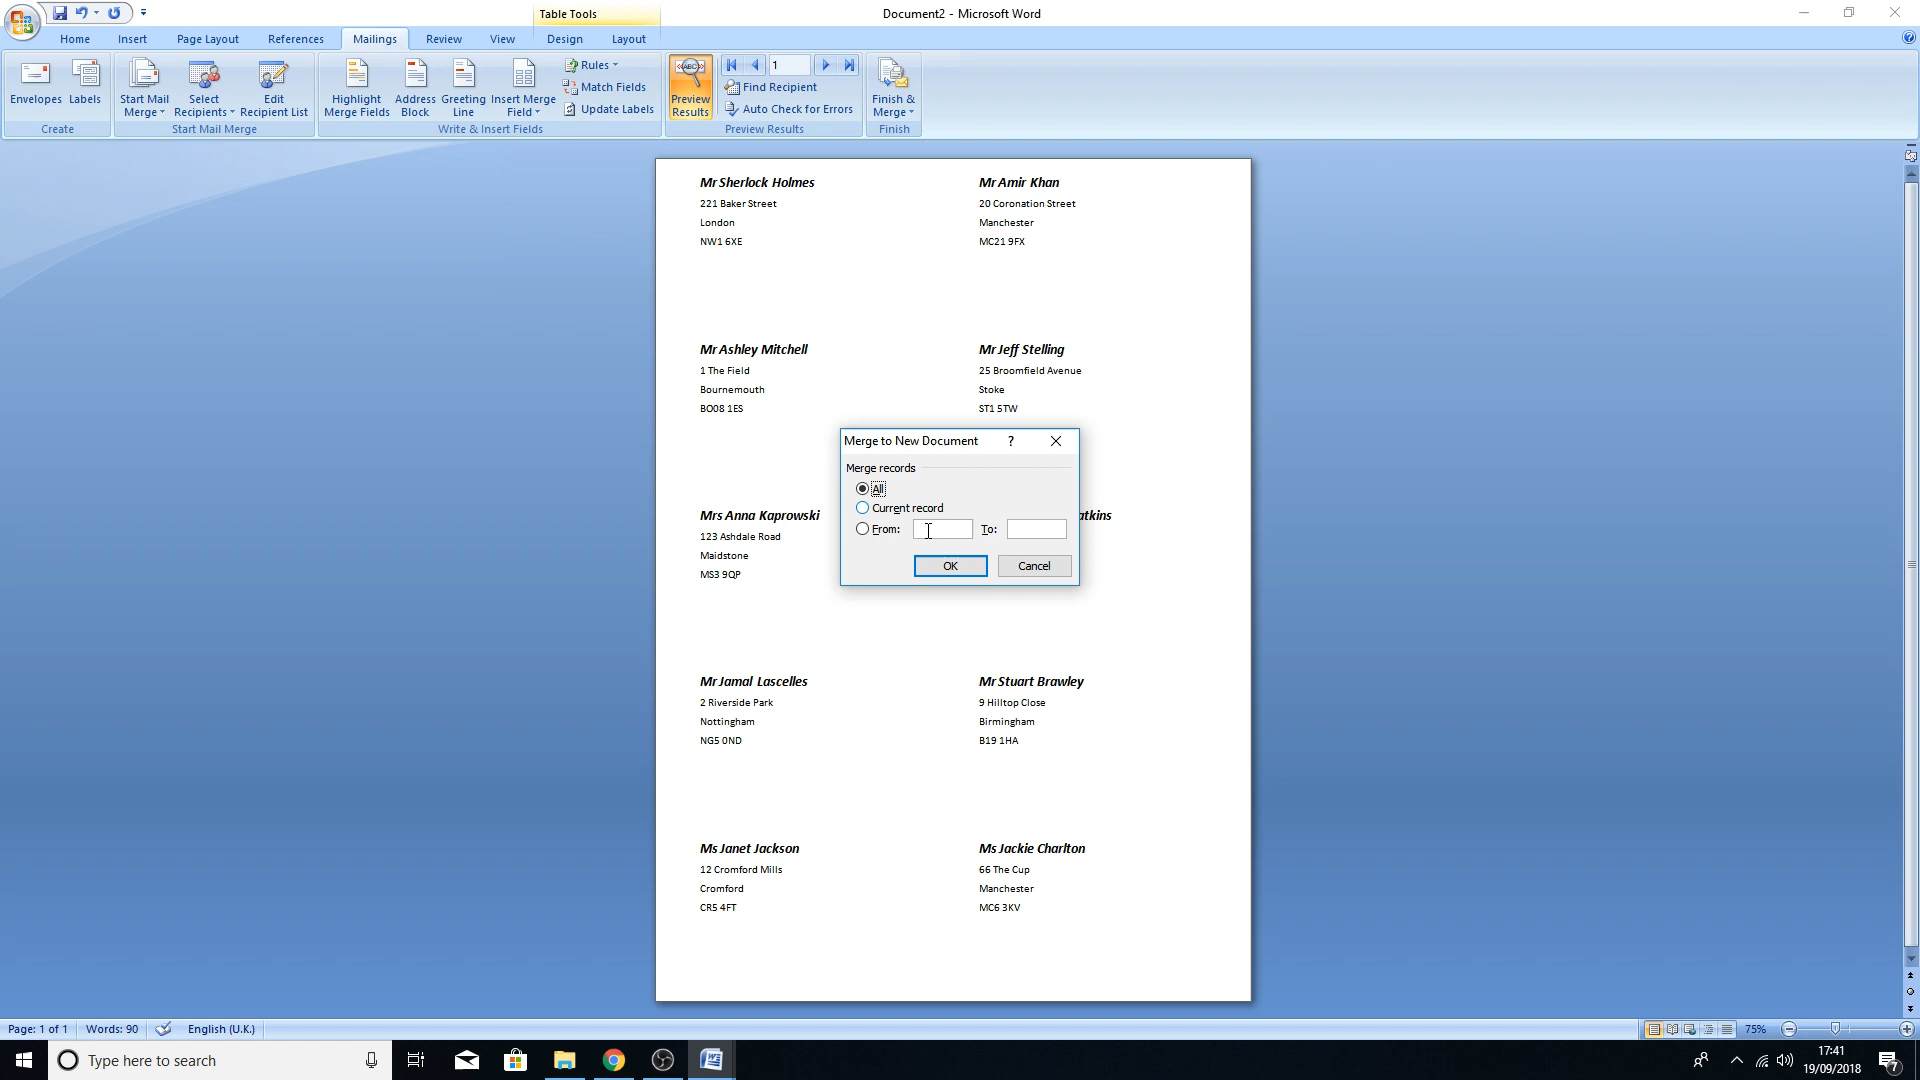 Table Tools
Document2 - Microsoft Word
Home Insert Page Layout References Mailings Review View Design Layout
Envelopes Labels Start Mail Merge Select Recipients Edit Recipient List Highlight Merge Fields Address Block Greeting Line Insert Merge Field Rules Match Fields Update Labels ABC Preview Results 1 Find Recipient Auto Check for Errors Finish & Merge
Create Start Mail Merge Write & Insert Fields Preview Results Finish
Mr Sherlock Holmes
221 Baker Street
London
NW1 6XE
Mr Amir Khan
20 Coronation Street
Manchester
MC21 9FX
Mr Ashley Mitchell
1 The Field
Bournemouth
BO08 1ES
Mr Jeff Stelling
25 Broomfield Avenue
Stoke
ST1 5TW
Mrs Anna Kaprowski
123 Ashdale Road
Maidstone
MS3 9QP
atkins
Merge to New Document ?
Merge records
All
Current record
From: To:
OK Cancel
Mr Jamal Lascelles
2 Riverside Park
Nottingham
NG5 0ND
Mr Stuart Brawley
9 Hilltop Close
Birmingham
B19 1HA
Ms Janet Jackson
12 Cromford Mills
Cromford
CR5 4FT
Ms Jackie Charlton
66 The Cup
Manchester
MC6 3KV
Page: 1 of 1 Words: 90 English (U.K.) 75%
Type here to search
17:41
19/09/2018
7